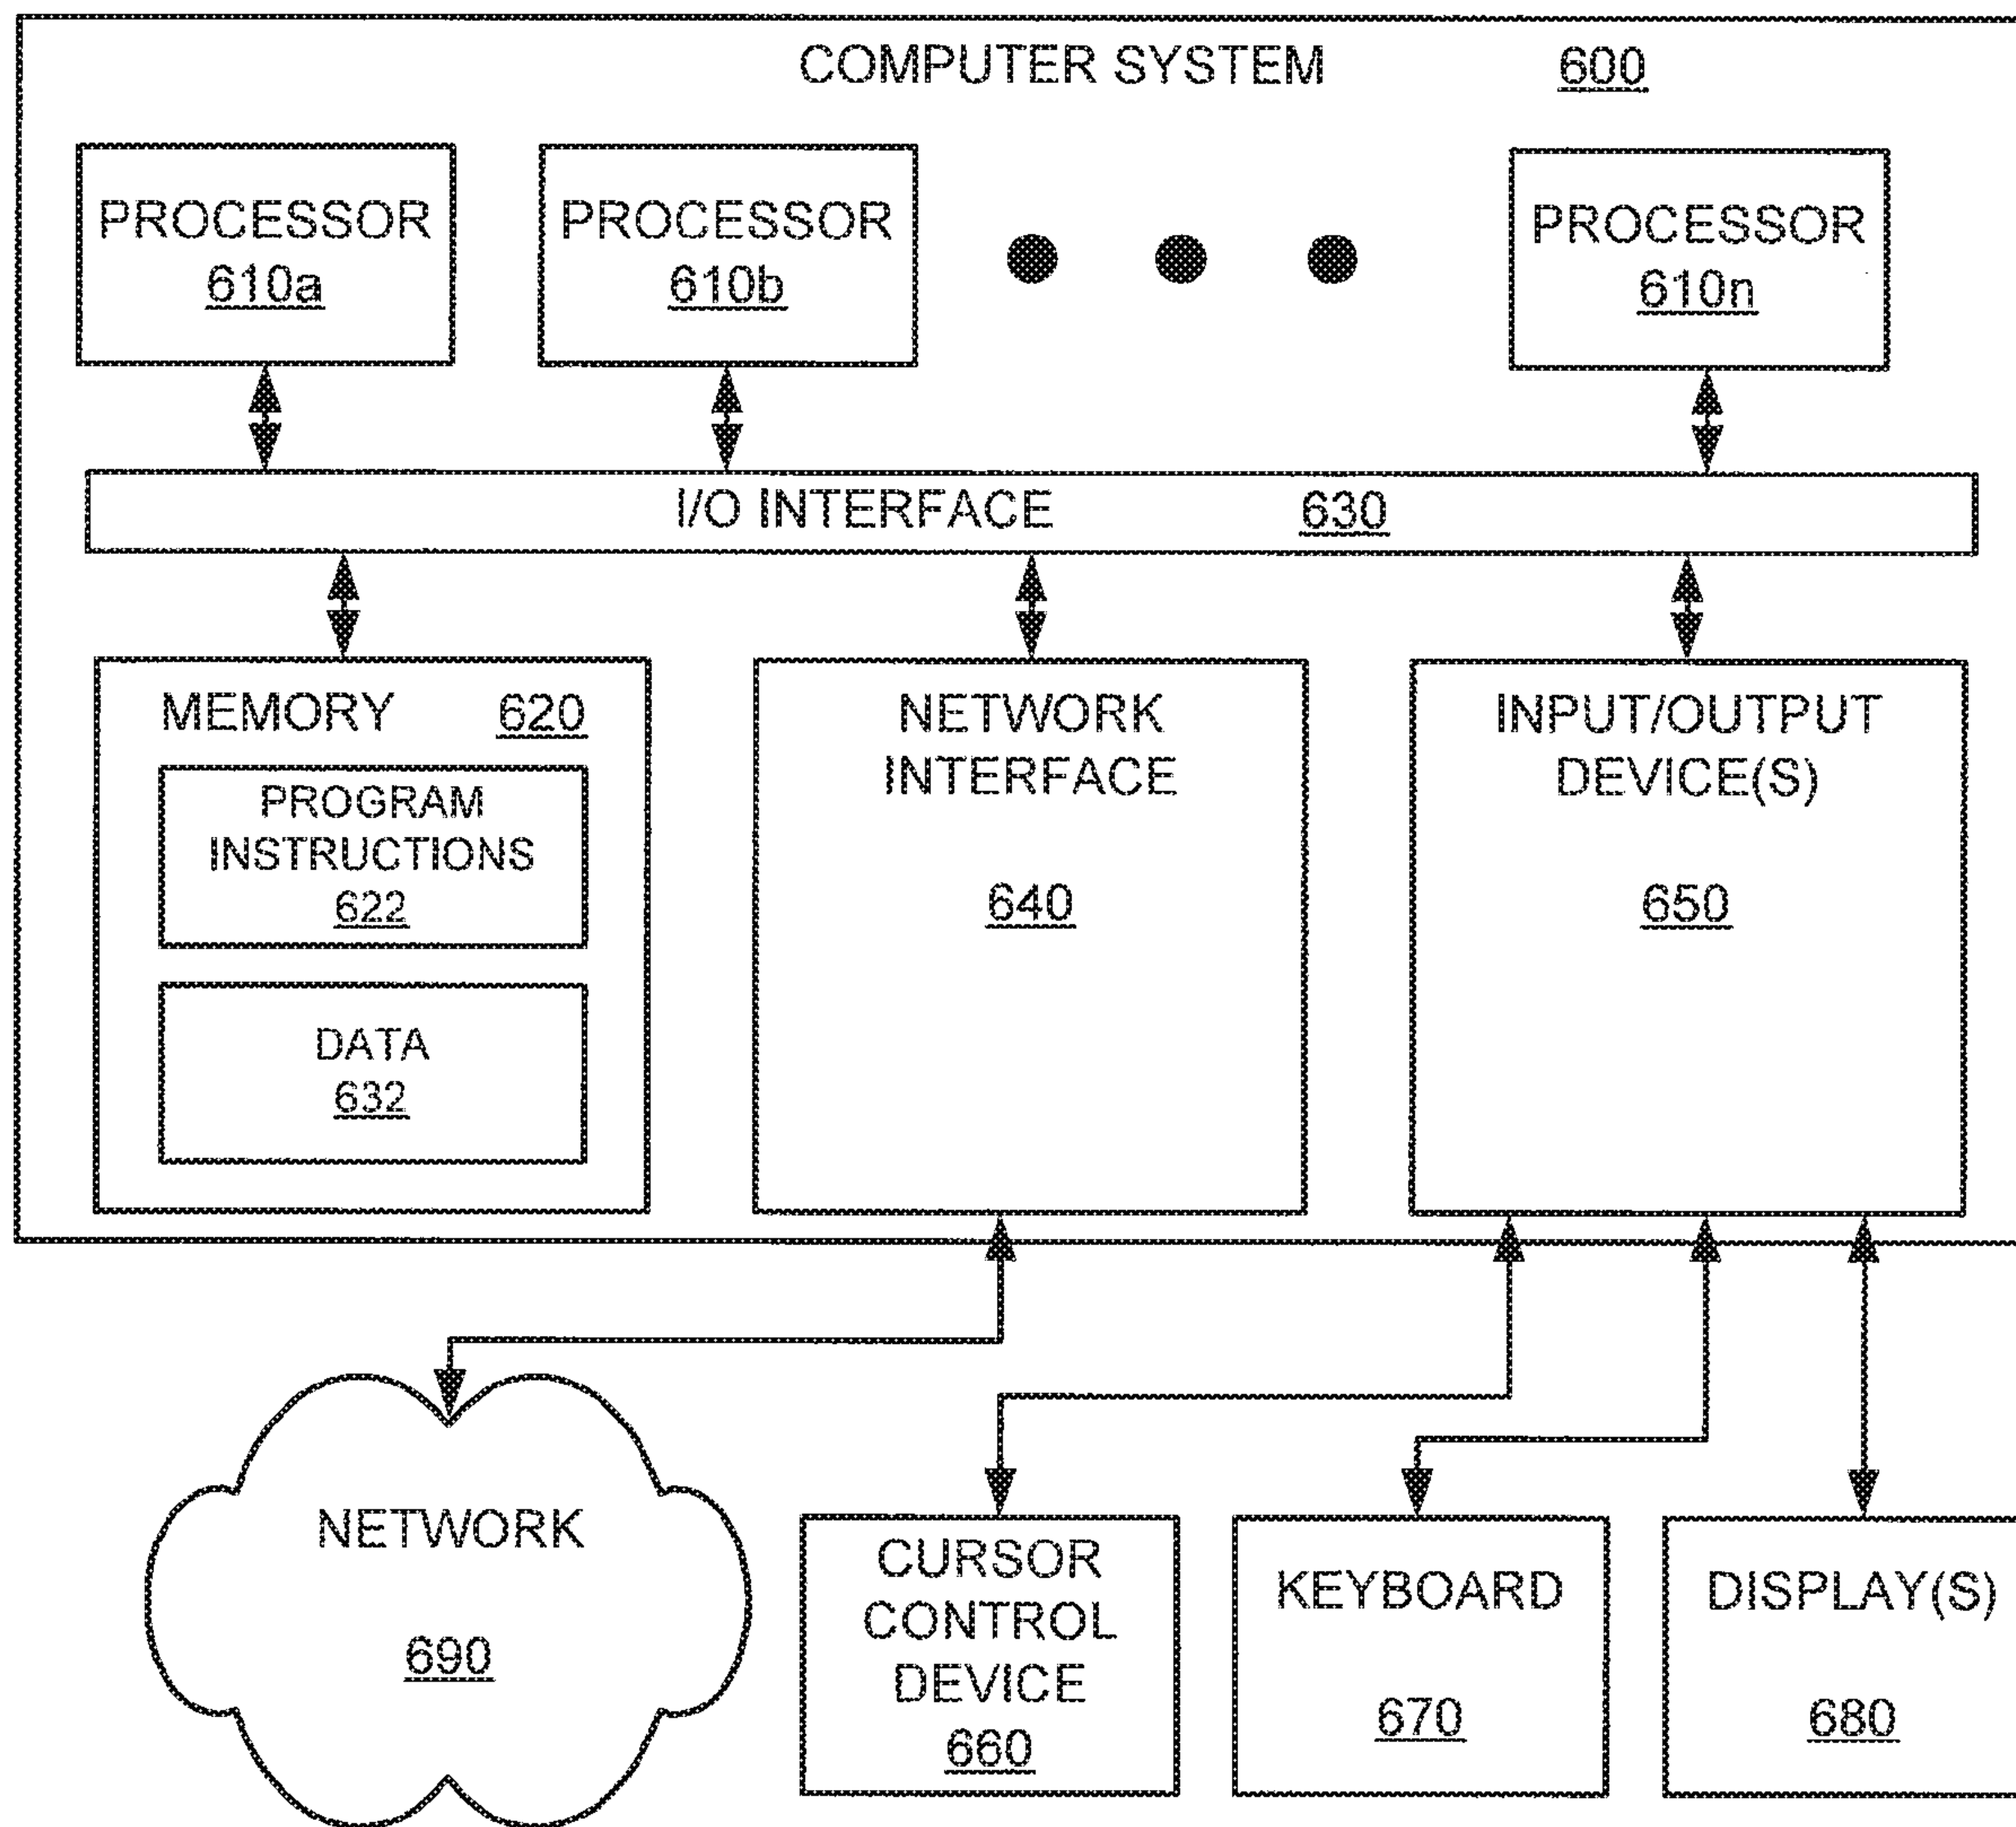 COMPUTER SYSTEM 600
PROCESSOR
610a
PROCESSOR
610b
PROCESSOR
610n
I/O INTERFACE 630
MEMORY 620
PROGRAM
INSTRUCTIONS
622
DATA
632
NETWORK
INTERFACE
640
INPUT/OUTPUT
DEVICE(S)
650
NETWORK
690
CURSOR
CONTROL
DEVICE
660
KEYBOARD
670
DISPLAY(S)
680